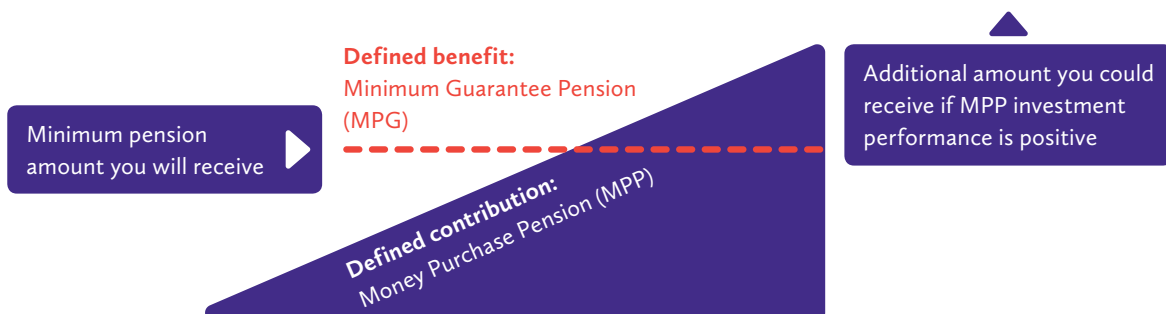 Minimum pension
amount you will receive
Defined benefit:
Minimum Guarantee Pension
(MPG)
Defined contribution:
Money Purchase Pension (MPP)
Additional amount you could
receive if MPP investment
performance is positive